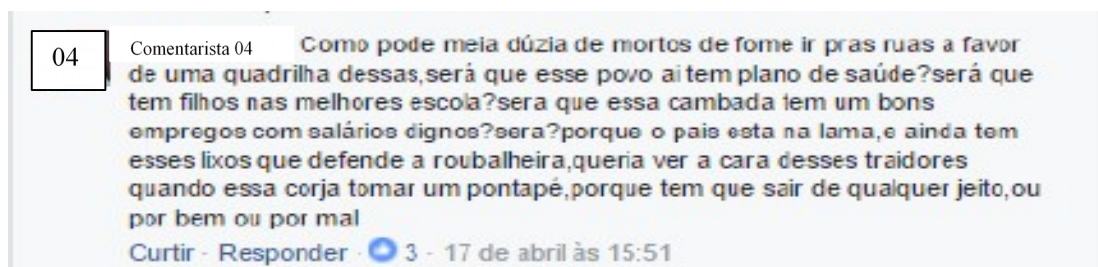 04 Comentarista 04 Como pode meia dúzia de mortos de fome ir pras ruas a favor
de uma quadrilha dessas,será que esse povo ai tem plano de saúde?será que
tem filhos nas melhores escola?sera que essa cambada tem um bons
empregos com salários dignos?sera?porque o pais esta na lama,e ainda tem
esses lixos que defende a roubalheira,queria ver a cara desses traidores
quando essa corja tomar um pontapé,porque tem que sair de qualquer jeito,ou
por bem ou por mal
Curtir · Responder · 3 · 17 de abril às 15:51